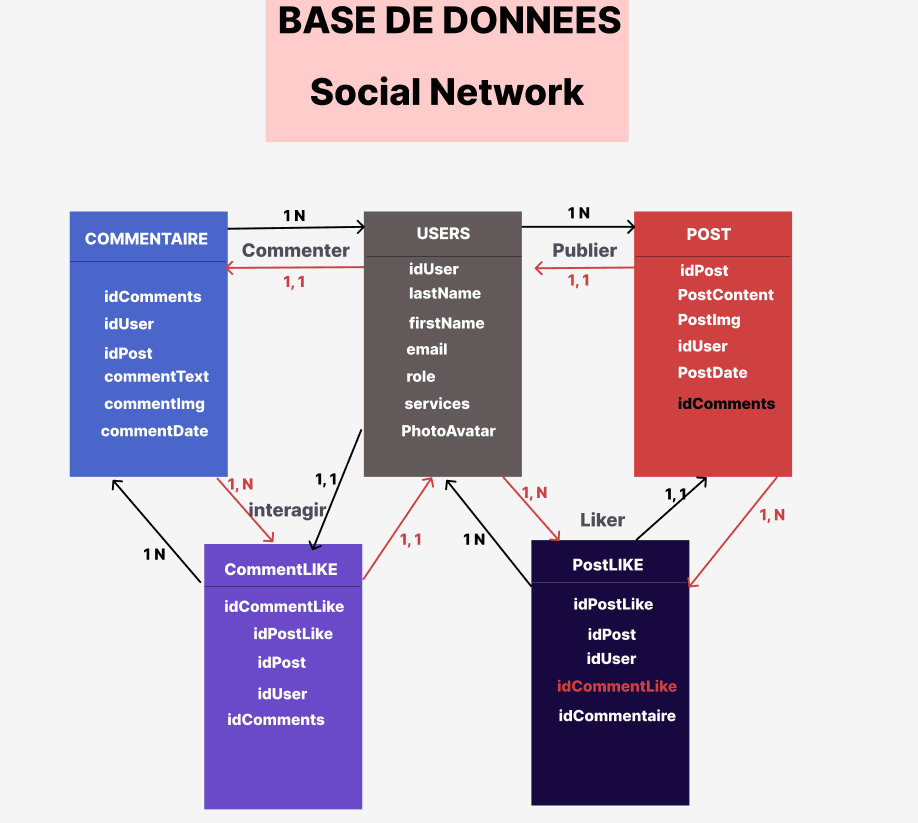 BASE DE DONNEES
Social Network
1 N
1 N
COMMENTAIRE
USERS
POST
Commenter
Publier
1, 1
1, 1
idComments
idUser
idPost
commentText
commentImg
commentDate
idUser
lastName
firstName
email
role
services
PhotoAvatar
idPost
PostContent
PostImg
idUser
PostDate
idComments
1, N
1, 1
1, N
1, 1
interagir
Liker
1, N
1 N
1, 1
1 N
CommentLIKE
idCommentLike
idPostLike
idPost
idUser
idComments
PostLIKE
idPostLike
idPost
idUser
idCommentLike
idCommentaire